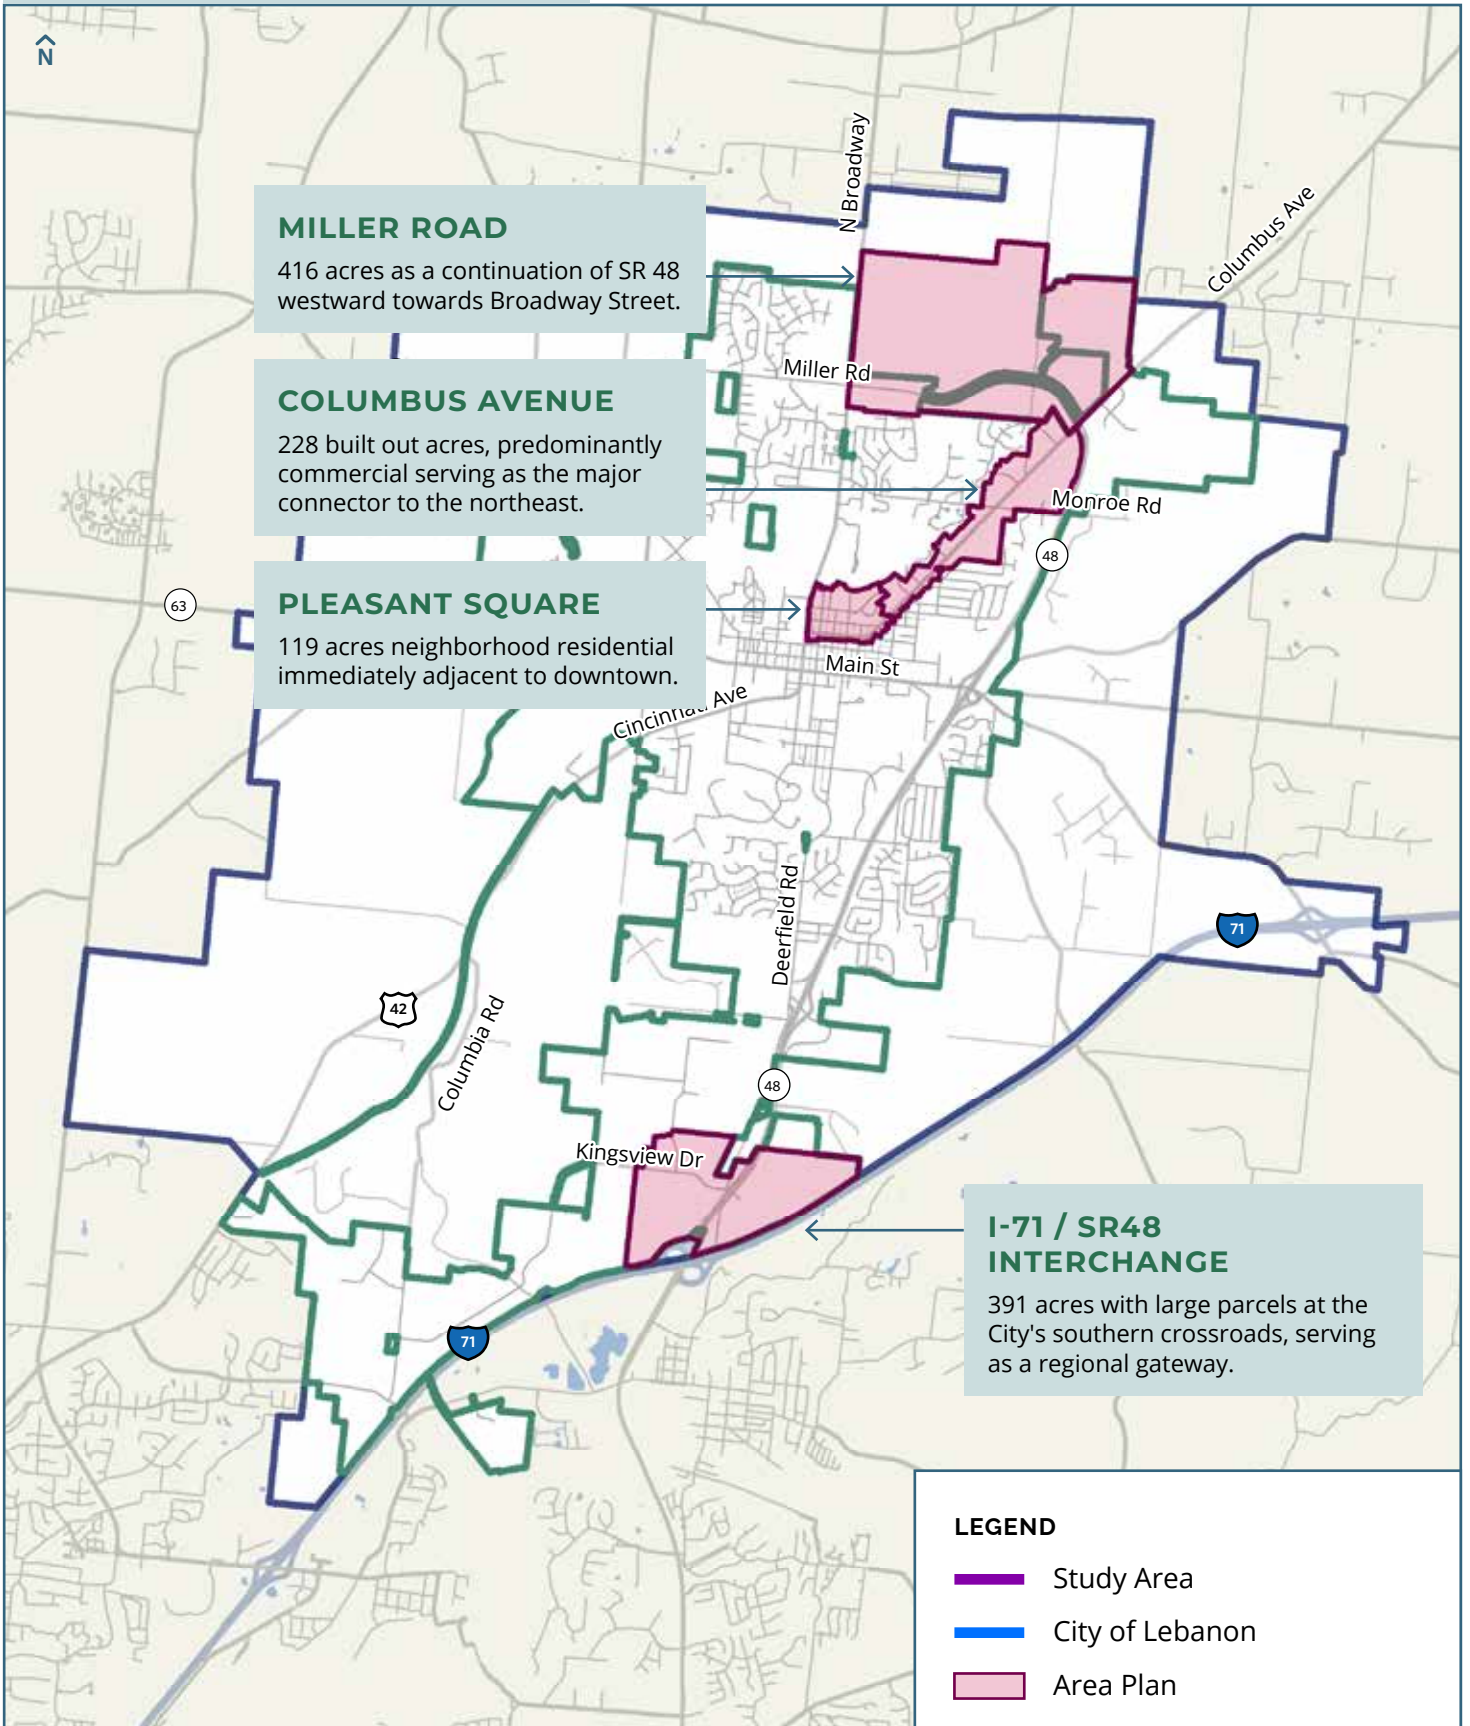 N
N Broadway
Columbus Ave
MILLER ROAD
416 acres as a continuation of SR 48
westward towards Broadway Street.
Miller Rd
COLUMBUS AVENUE
228 built out acres, predominantly
commercial serving as the major
connector to the northeast.
Monroe Rd
48
63
PLEASANT SQUARE
119 acres neighborhood residential
immediately adjacent to downtown.
Main St
Cincinnati Ave
Deerfield Rd
71
42
Columbia Rd
48
Kingsview Dr
I-71 / SR48
INTERCHANGE
391 acres with large parcels at the
City's southern crossroads, serving
as a regional gateway.
71
LEGEND
Study Area
City of Lebanon
Area Plan